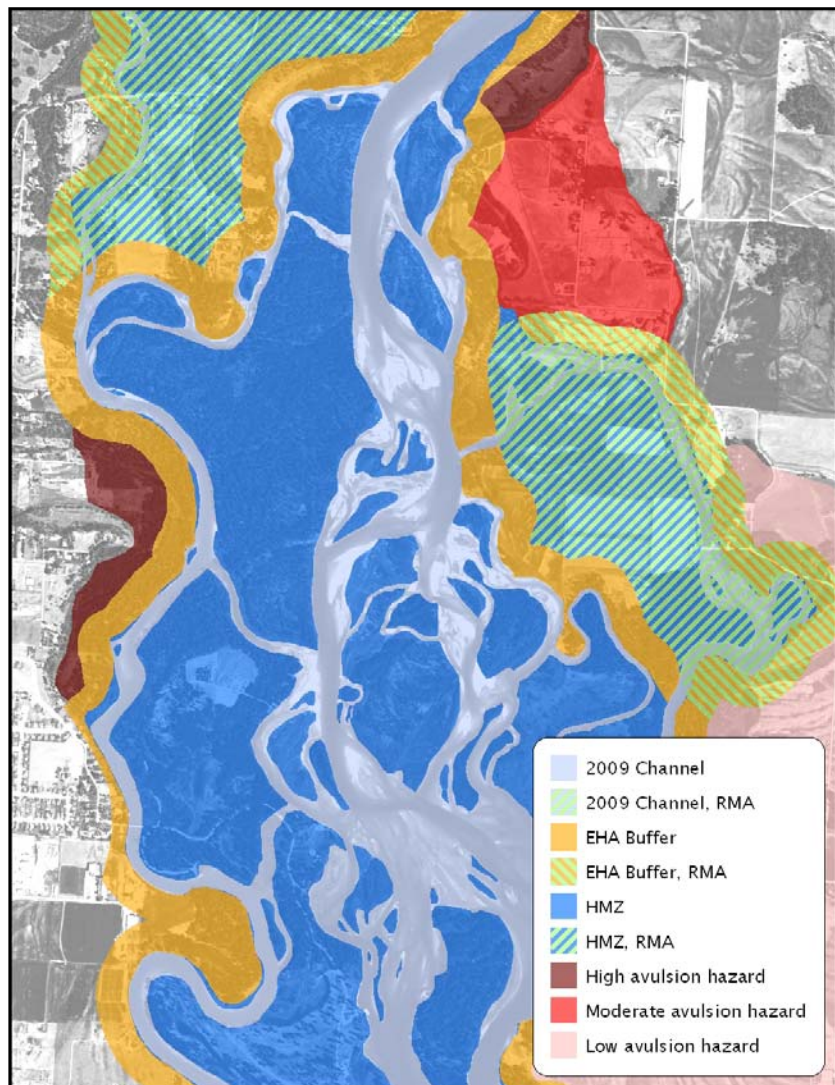 2009 Channel
2009 Channel, RMA
EHA Buffer
EHA Buffer, RMA
HMZ
HMZ, RMA
High avulsion hazard
Moderate avulsion hazard
Low avulsion hazard